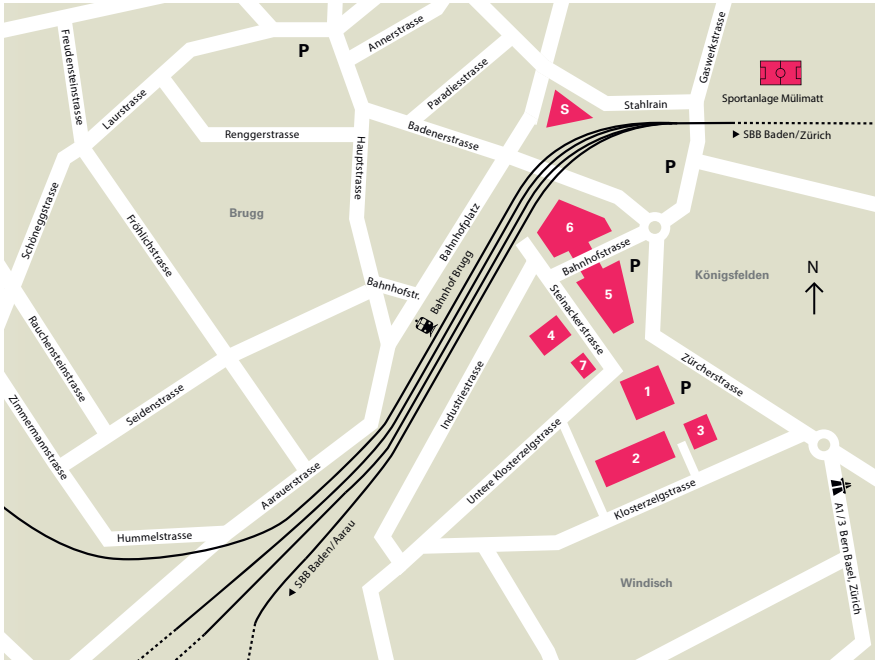 P
Annerstrasse
Freudensteinstrasse
Gaswerkstrasse
Paradiesstrasse
Laurstrasse
S
Stahlrain
Sportanlage Mülimatt
SBB Baden/Zürich
Renggerstrasse
Badenerstrasse
Hauptstrasse
P
Schöneggstrasse
Brugg
Fröhlichstrasse
Bahnhofplatz
6
Bahnhofstrasse
P
Königsfelden
N
Bahnhofstr.
Bahnhof Brugg
5
Steinackerstrasse
4
7
Rauchensteinstrasse
Zürcherstrasse
1
P
Industriestrasse
Seidenstrasse
Zimmermannstrasse
3
2
Untere Klosterzelgstrasse
Klosterzelgstrasse
Aarauerstrasse
Hummelstrasse
SBB Baden/Aarau
A1/3 Bern Basel, Zürich
Windisch